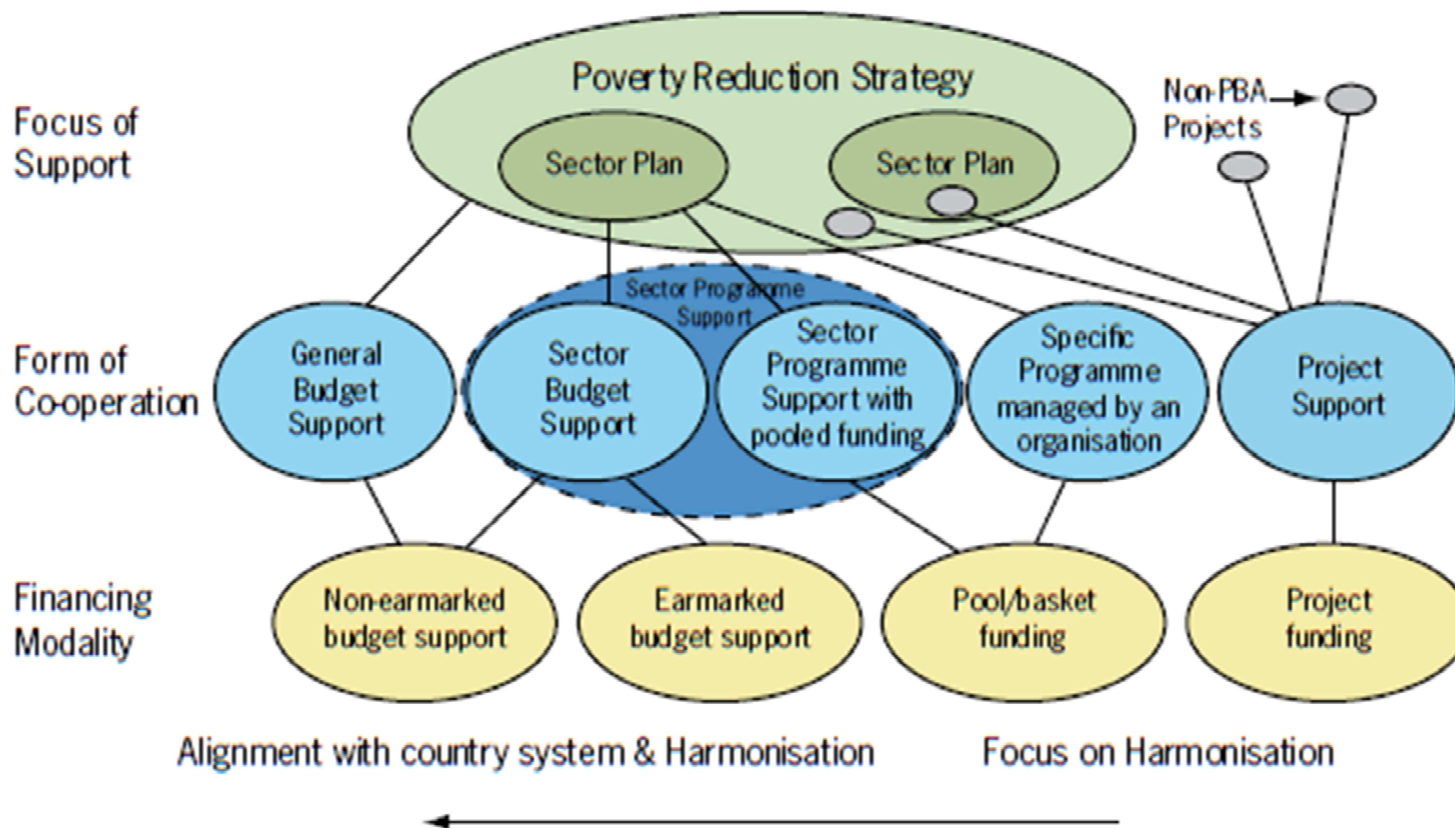 Poverty Reduction Strategy
Non-PBA
Projects
Focus of
Support
Sector Plan
Sector Plan
Sector Programme
Support
Form of
Co-operation
General
Budget
Support
Sector
Budget
Support
Sector
Programme
Support with
pooled funding
Specific
Programme
managed by an
organisation
Project
Support
Financing
Modality
Non-earmarked
budget support
Earmarked
budget support
Pool/basket
funding
Project
funding
Alignment with country system & Harmonisation
Focus on Harmonisation